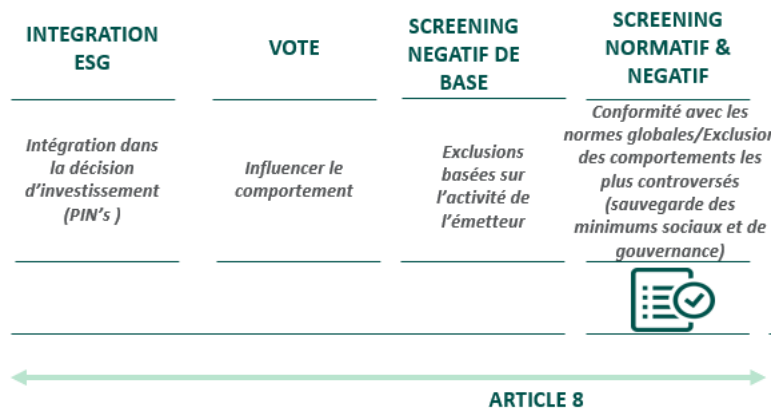 INTEGRATION
ESG
Intégration dans
la décision
d'investissement
(PIN's )
VOTE
Influencer le
comportement
SCREENING
NEGATIF DE
BASE
Exclusions
basées sur
l'activité de
l'émetteur
SCREENING
NORMATIF &
NEGATIF
Conformité avec les
normes globales/Exclusion
des comportements les
plus controversés
(sauvegarde des
minimums sociaux et de
gouvernance)
ARTICLE 8